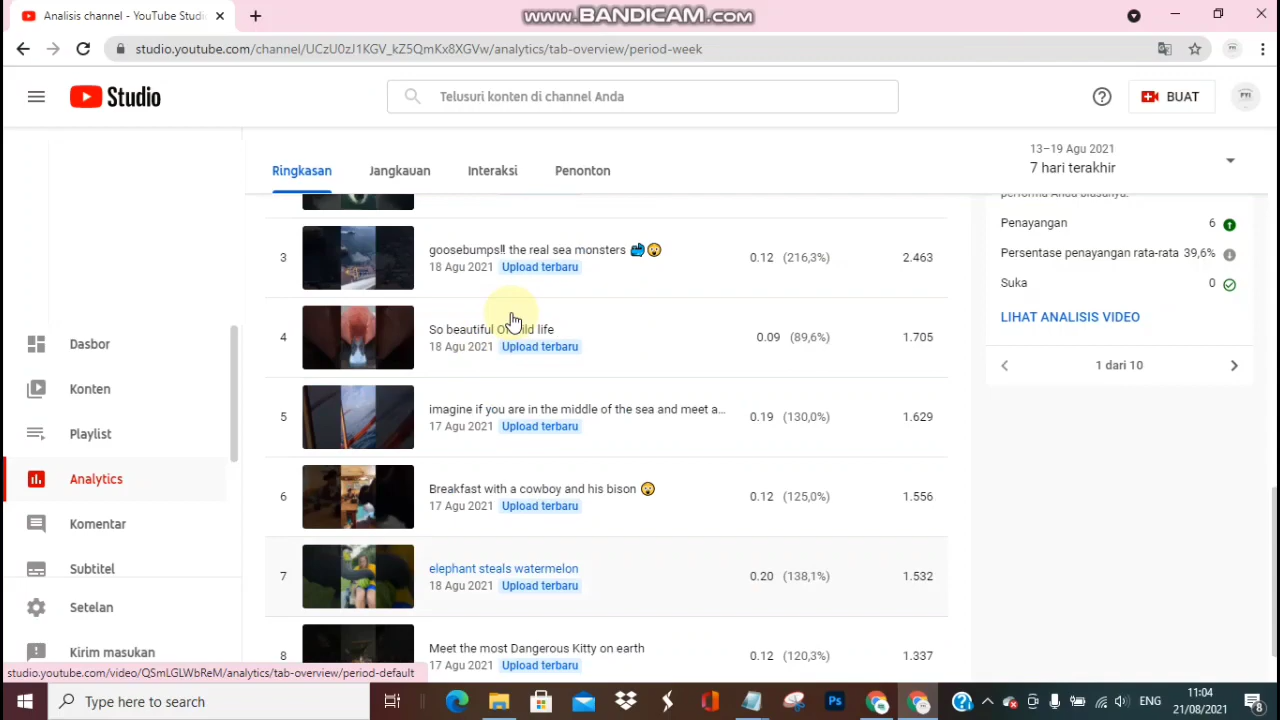 Analisis channel - YouTube Studi
www.BANDICAM.com
studio.youtube.com/channel/UCzU0zJ1KGV_kZ5QmKx8XGVw/analytics/tab-overview/period-week
Studio
Telusuri konten di channel Anda
BUAT
Ringkasan
Jangkauan
Interaksi
Penonton
13–19 Agu 2021
7 hari terakhir
3
goosebumps!! the real sea monsters
18 Agu 2021 Upload terbaru
0.12 (216,3%)
2.463
4
So beautiful life
18 Agu 2021 Upload terbaru
0.09 (89,6%)
1.705
5
imagine if you are in the middle of the sea and meet a...
17 Agu 2021 Upload terbaru
0.19 (130,0%)
1.629
6
Breakfast with a cowboy and his bison
17 Agu 2021 Upload terbaru
0.12 (125,0%)
1.556
7
elephant steals watermelon
18 Agu 2021 Upload terbaru
0.20 (138,1%)
1.532
8
Meet the most Dangerous Kitty on earth
17 Agu 2021 Upload terbaru
0.12 (120,3%)
1.337
Penayangan 6
Persentase penayangan rata-rata 39,6%
Suka 0
LIHAT ANALISIS VIDEO
1 dari 10
Dasbor
Konten
Playlist
Analytics
Komentar
Subtitel
Setelan
Kirim masukan
studio.youtube.com/video/QSmLGLWbReM/analytics/tab-overview/period-default
Type here to search
Ps
ENG
11:04
21/08/2021
8